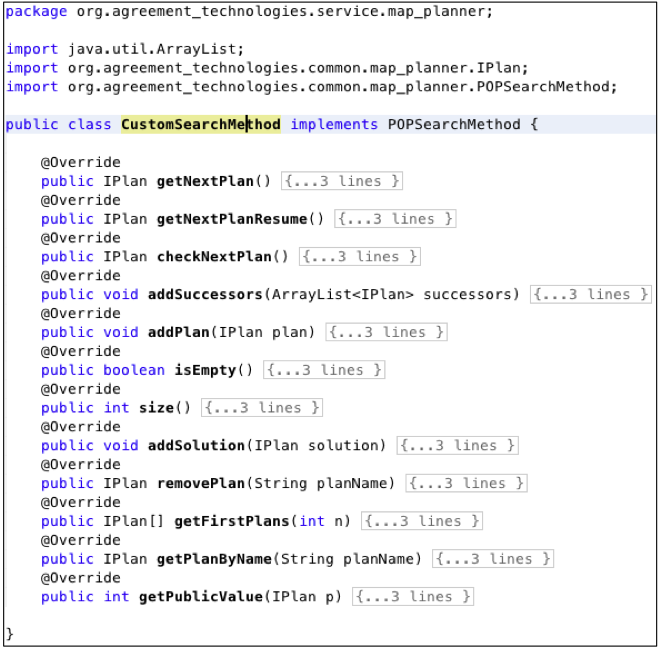 package org.agreement_technologies.service.map_planner;
import java.util.ArrayList;
import org.agreement_technologies.common.map_planner.IPlan;
import org.agreement_technologies.common.map_planner.POPSearchMethod;
public class CustomSearchMethod implements POPSearchMethod {
@Override
public IPlan getNextPlan() {...3 lines }
@Override
public IPlan getNextPlanResume() {...3 lines }
@Override
public IPlan checkNextPlan() {...3 lines }
@Override
public void addSuccessors(ArrayList<IPlan> successors) {...3 lines }
@Override
public void addPlan(IPlan plan) {...3 lines }
@Override
public boolean isEmpty() {...3 lines }
@Override
public int size() {...3 lines }
@Override
public void addSolution(IPlan solution) {...3 lines }
@Override
public IPlan removePlan(String planName) {...3 lines }
@Override
public IPlan[] getFirstPlans(int n) {...3 lines }
@Override
public IPlan getPlanByName(String planName) {...3 lines }
@Override
public int getPublicValue(IPlan p) {...3 lines }
}